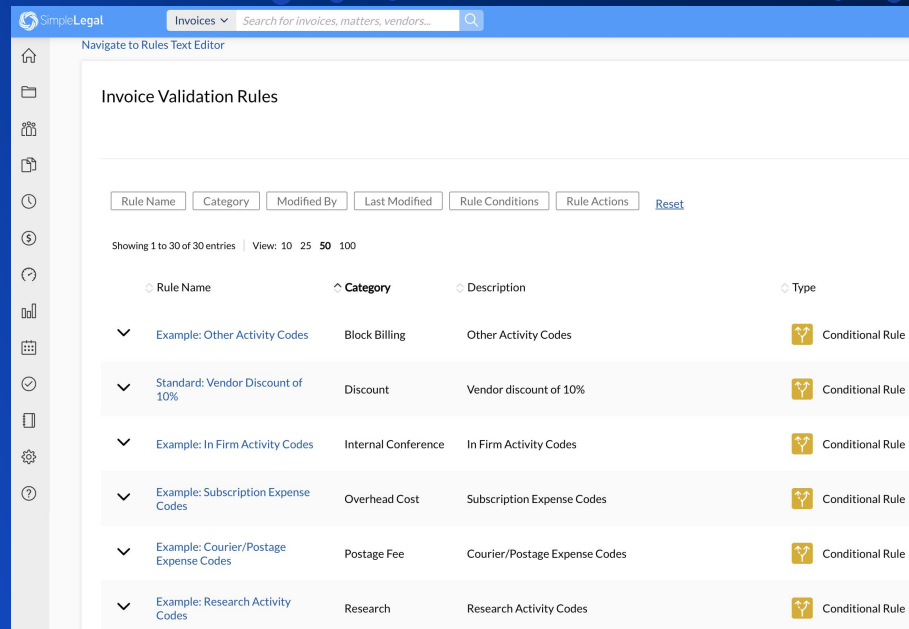 SimpleLegal
Invoices
Search for invoices, matters, vendors...
Navigate to Rules Text Editor
Invoice Validation Rules
Rule Name Category Modified By Last Modified Rule Conditions Rule Actions Reset
Showing 1 to 30 of 30 entries View: 10 25 50 100
Rule Name Category Description Type
Example: Other Activity Codes Block Billing Other Activity Codes Conditional Rule
Standard: Vendor Discount of
10%
Discount Vendor discount of 10% Conditional Rule
Example: In Firm Activity Codes Internal Conference In Firm Activity Codes Conditional Rule
Example: Subscription Expense
Codes
Overhead Cost Subscription Expense Codes Conditional Rule
Example: Courier/Postage
Expense Codes
Postage Fee Courier/Postage Expense Codes Conditional Rule
Example: Research Activity
Codes
Research Research Activity Codes Conditional Rule